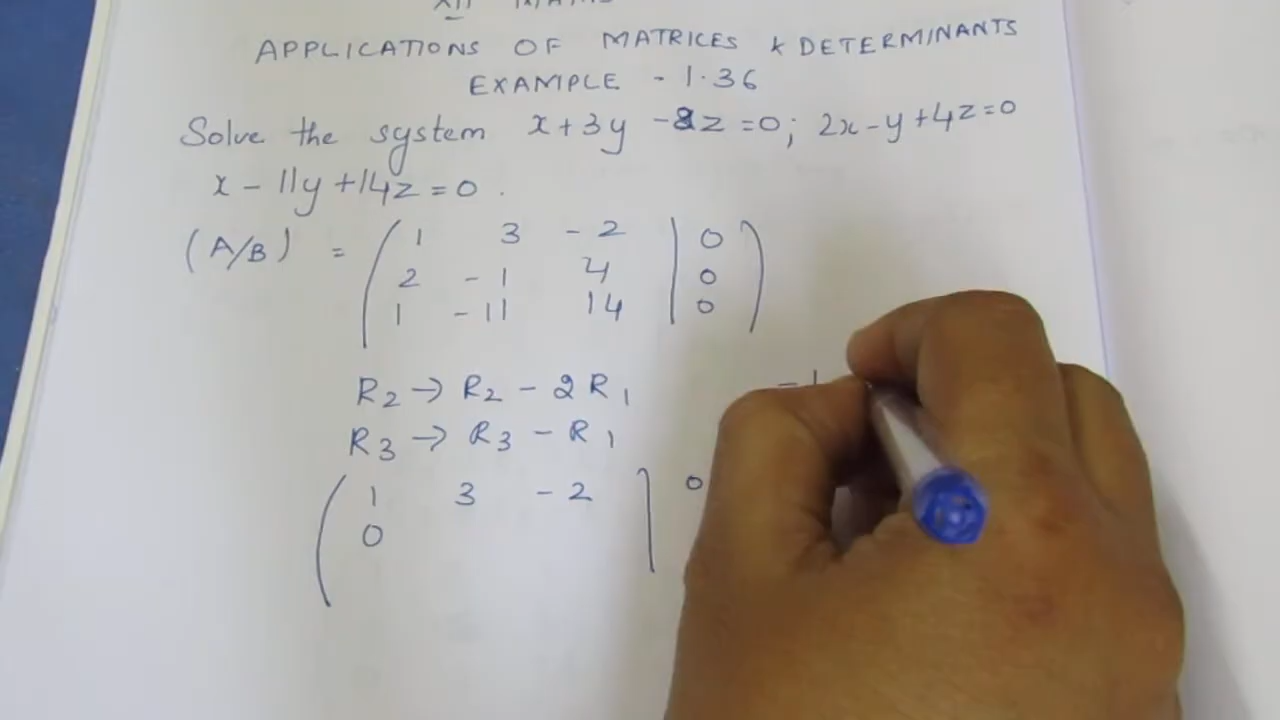 APPLICATIONS OF MATRICES & DETERMINANTS
EXAMPLE - 1.36
Solve the system x + 3y - 2z = 0; 2x - y + 4z = 0
x - 11y + 14z = 0.
(A/B) = ( 1 3 -2 | 0 )
2 -1 4 | 0
1 -11 14 | 0
R2 → R2 - 2R1
R3 → R3 - R1
( 1 3 -2 | 0
0
-1